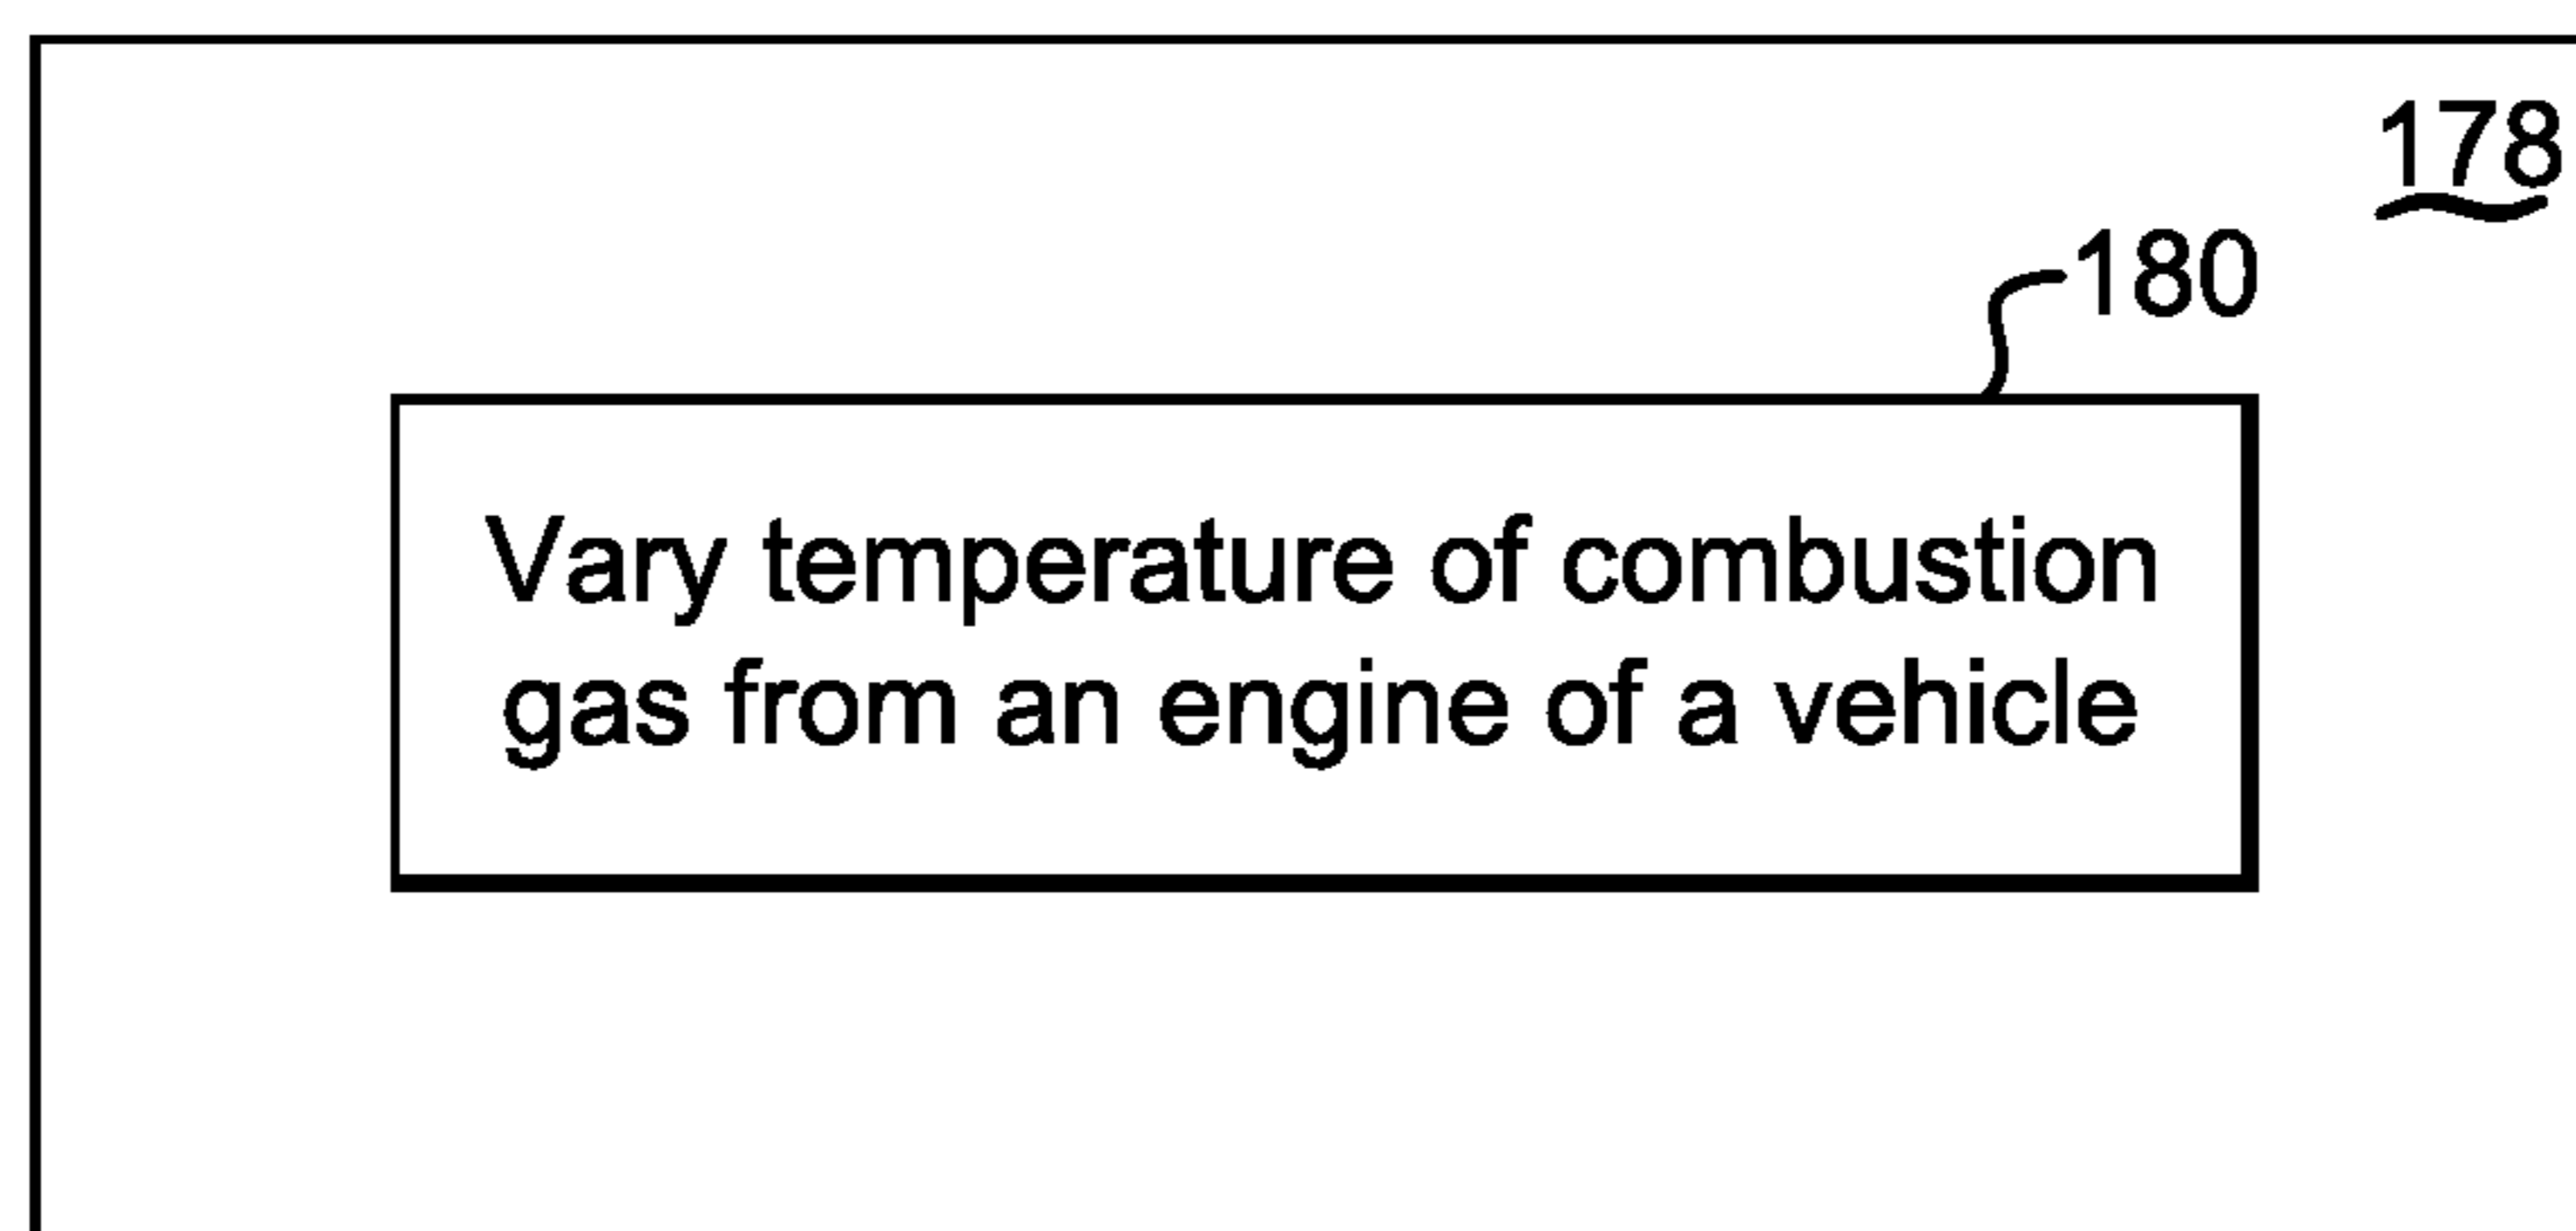 178
180
Vary temperature of combustion
gas from an engine of a vehicle